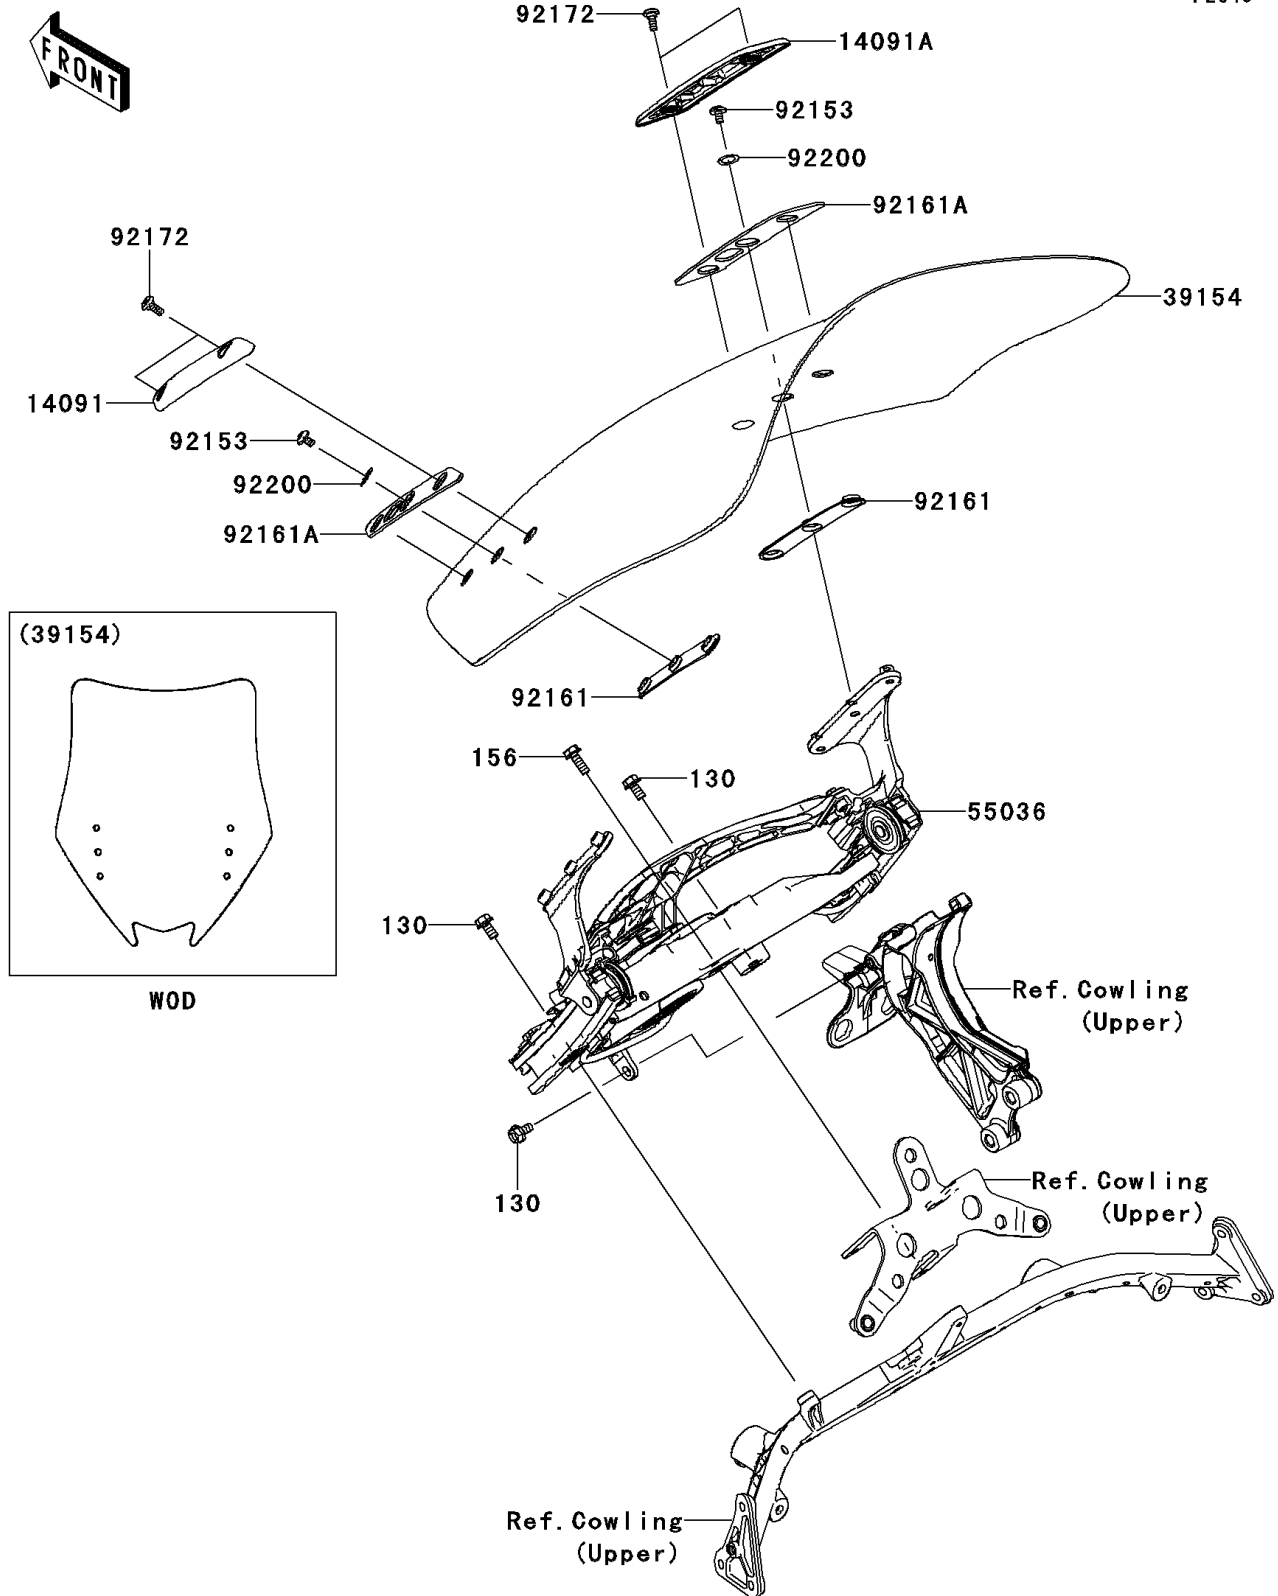 92172
FRONT
14091A
92153
92200
92161A
92172
39154
14091
92153
92200
92161A
92161
(39154)
92161
156
130
55036
130
WOD
Ref.Cowling
(Upper)
130
Ref.Cowling
(Upper)
Ref.Cowling
(Upper)